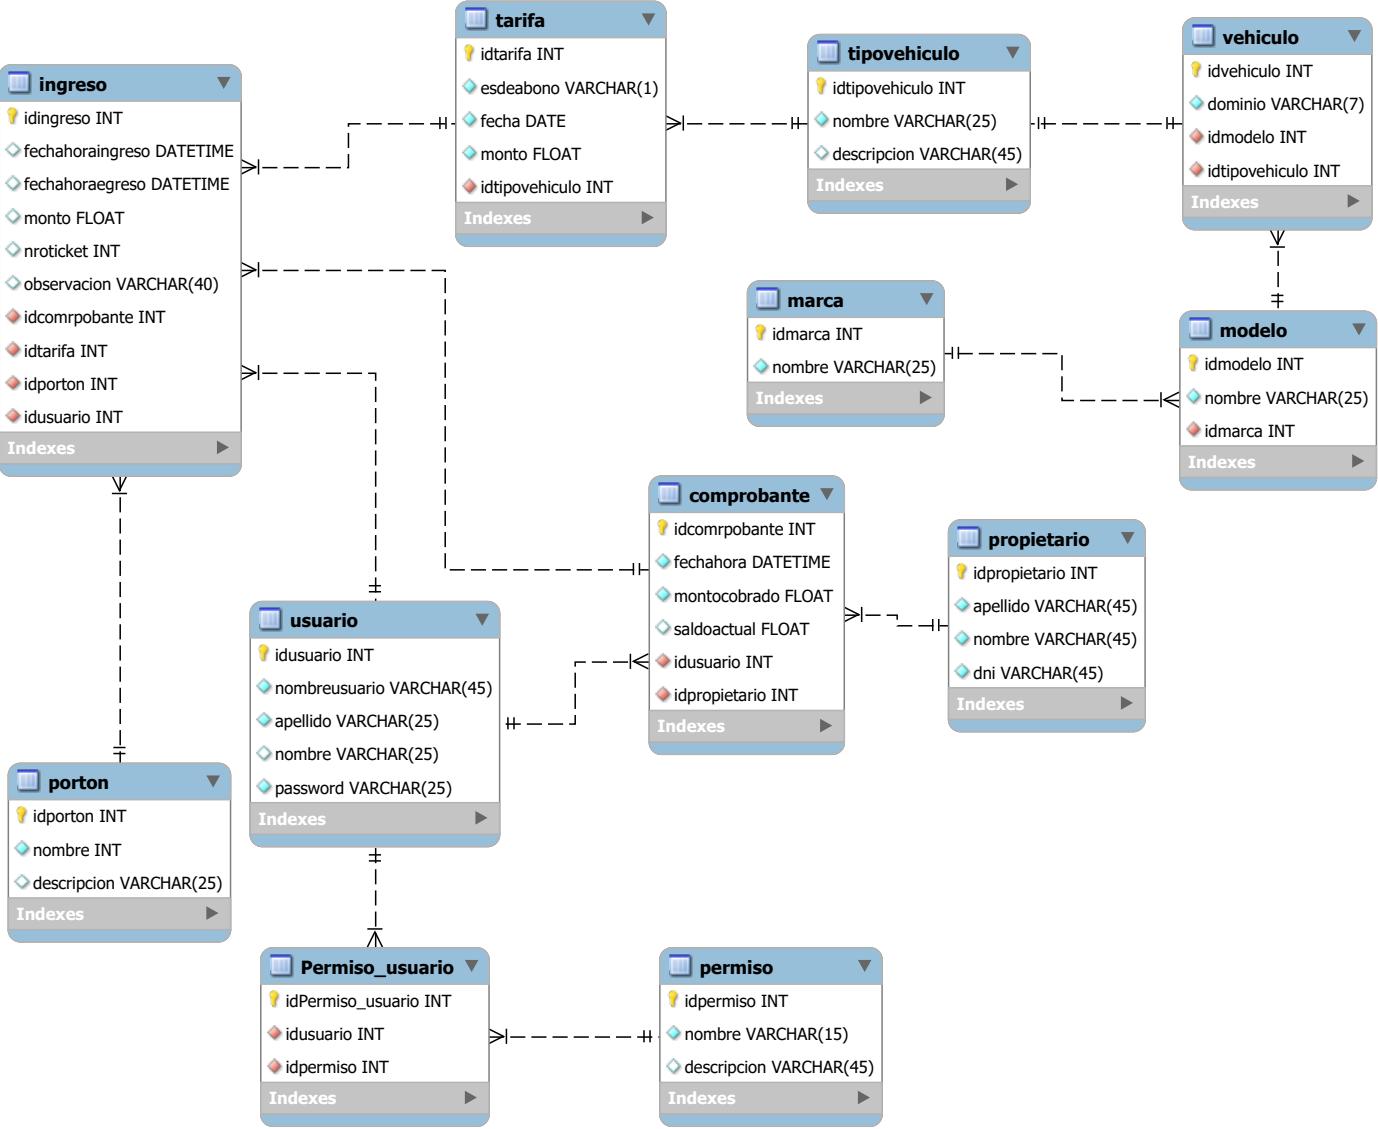 tarifa
idtarifa INT
esdeabono VARCHAR(1)
fecha DATE
monto FLOAT
idtipovehiculo INT
Indexes
tipovehiculo
idtipovehiculo INT
nombre VARCHAR(25)
descripcion VARCHAR(45)
Indexes
vehiculo
idvehiculo INT
dominio VARCHAR(7)
idmodelo INT
idtipovehiculo INT
Indexes
ingreso
idingreso INT
fechahoraingreso DATETIME
fechahoraegreso DATETIME
monto FLOAT
nroticket INT
observacion VARCHAR(40)
idcomrpobante INT
idtarifa INT
idporton INT
idusuario INT
Indexes
marca
idmarca INT
nombre VARCHAR(25)
Indexes
modelo
idmodelo INT
nombre VARCHAR(25)
idmarca INT
Indexes
comprobante
idcomrpobante INT
fechahora DATETIME
montocobrado FLOAT
saldoactual FLOAT
idusuario INT
idpropietario INT
Indexes
propietario
idpropietario INT
apellido VARCHAR(45)
nombre VARCHAR(45)
dni VARCHAR(45)
Indexes
usuario
idusuario INT
nombreusuario VARCHAR(45)
apellido VARCHAR(25)
nombre VARCHAR(25)
password VARCHAR(25)
Indexes
porton
idporton INT
nombre INT
descripcion VARCHAR(25)
Indexes
Permiso_usuario
idPermiso_usuario INT
idusuario INT
idpermiso INT
Indexes
permiso
idpermiso INT
nombre VARCHAR(15)
descripcion VARCHAR(45)
Indexes